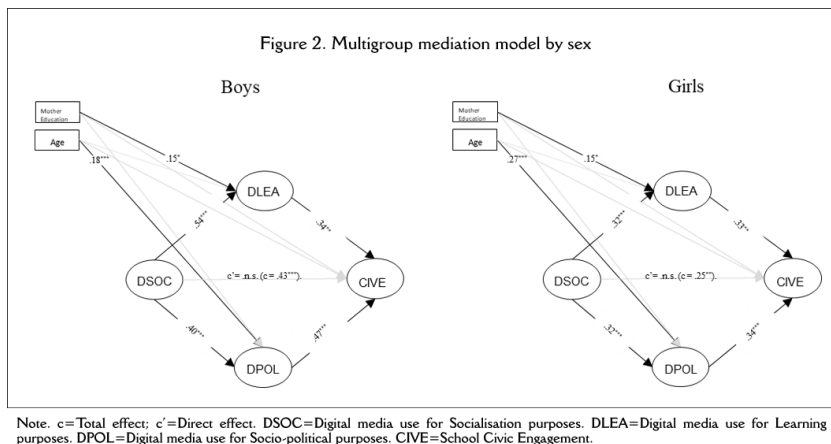 Figure 2. Multigroup mediation model by sex
Boys
Girls
Mother
Education
Age
.18***
.15*
DLEA
.54***
.34**
DSOC
c'= .n.s. (c = .43***).
CIVE
.40***
.47**
DPOL
Mother
Education
Age
.27***
.15*
DLEA
.32***
.33**
DSOC
c'= .n.s. (c = .25**).
CIVE
.32***
.34***
DPOL
Note. c=Total effect; c´=Direct effect. DSOC=Digital media use for Socialisation purposes. DLEA=Digital media use for Learning
purposes. DPOL=Digital media use for Socio-political purposes. CIVE=School Civic Engagement.